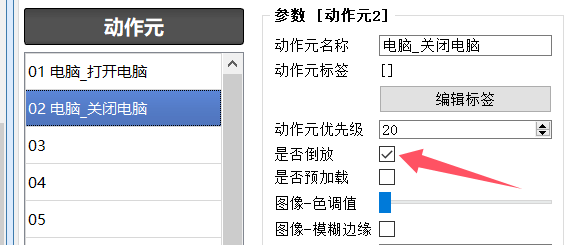 动作元
01 电脑_打开电脑
02 电脑_关闭电脑
03
04
05
参数 [动作元2]
动作元名称 电脑_关闭电脑
动作元标签 []
编辑标签
动作元优先级 20
是否倒放
是否预加载
图像-色调值
图像-模糊边缘